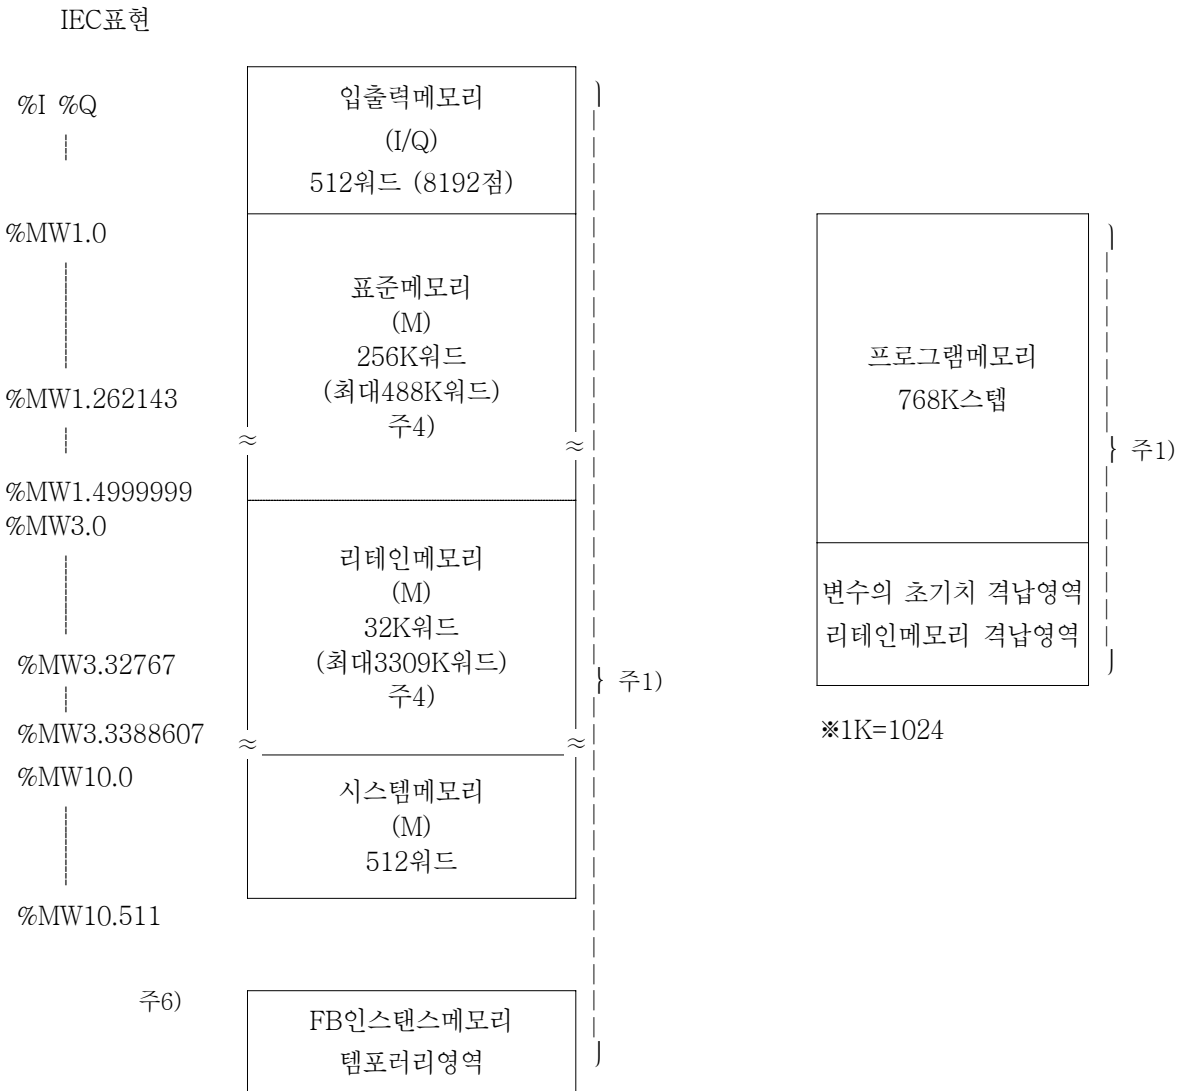 IEC표현
%I %Q
입출력메모리
(I/Q)
512워드 (8192점)
%MW1.0
표준메모리
(M)
256K워드
(최대488K워드)
주4)
%MW1.262143
%MW1.4999999
%MW3.0
리테인메모리
(M)
32K워드
(최대3309K워드)
주4)
%MW3.32767
%MW3.3388607
%MW10.0
시스템메모리
(M)
512워드
%MW10.511
주6)
FB인스탠스메모리
템포러리영역
주1)
프로그램메모리
768K스텝
변수의 초기치 격납영역
리테인메모리 격납영역
주1)
※1K=1024